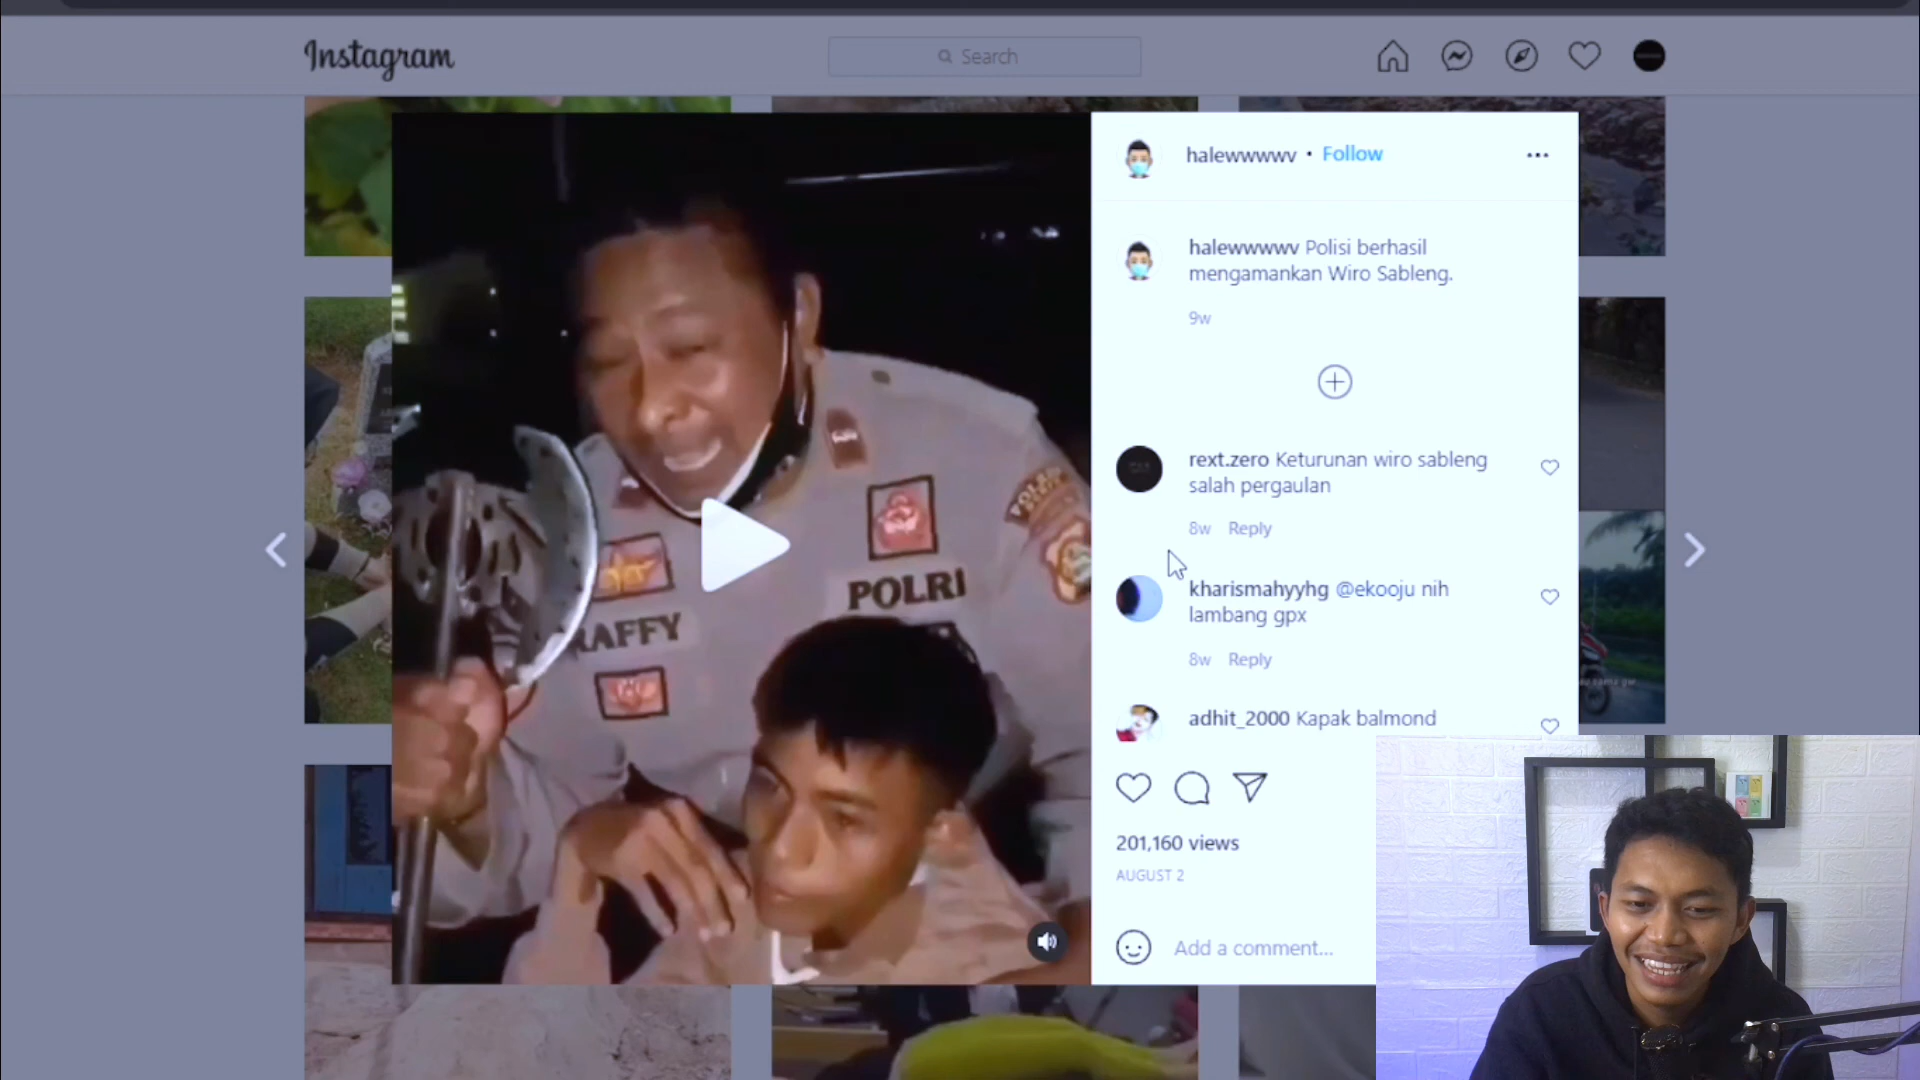 Instagram
Search
halewwwwv • Follow
halewwwwv Polisi berhasil
mengamankan Wiro Sableng.
9w
rext.zero Keturunan wiro sableng
salah pergaulan
8w Reply
kharismahyyhg @ekooju nih
lambang gpx
8w Reply
adhit_2000 Kapak balmond
201,160 views
AUGUST 2
Add a comment...
POLRI
RAFFY